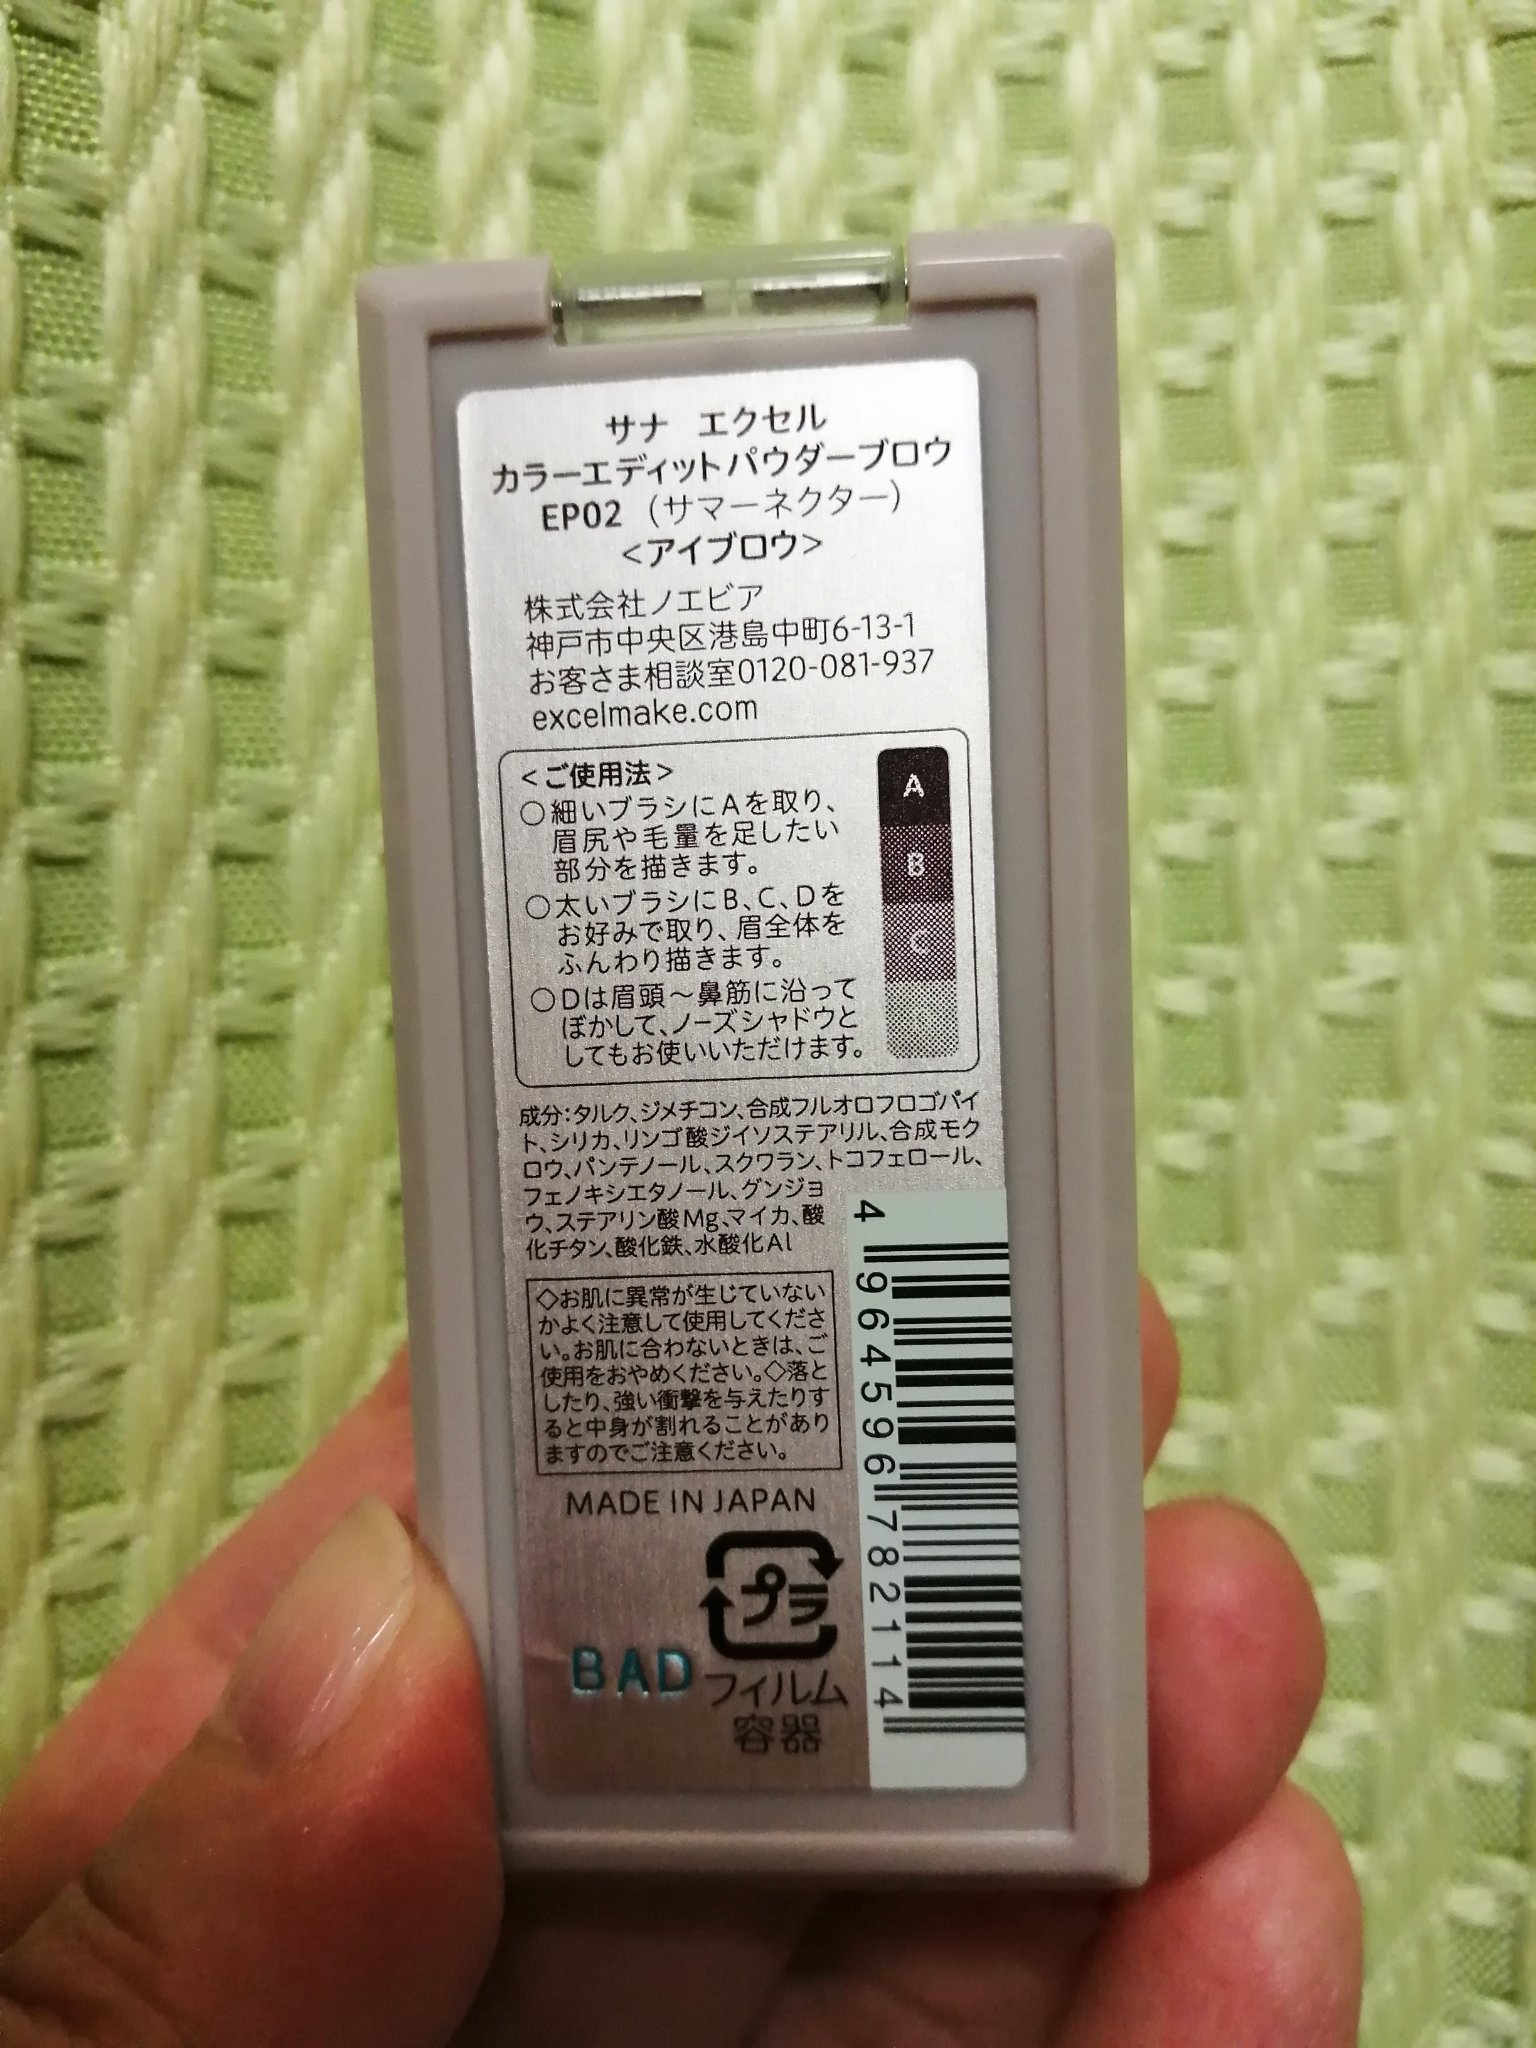 サナ エクセル
カラーエディットパウダーブロウ
EP02（サマーネクター）
<アイブロウ>
株式会社ノエビア
神戸市中央区港島中町6-13-1
お客さま相談室0120-081-937
excelmake.com
<ご使用法>
○細いブラシにAを取り、
眉尻や毛量を足したい
部分を描きます。
○太いブラシにB、C、Dを
お好みで取り、眉全体を
ふんわり描きます。
○Dは眉頭～鼻筋に沿って
ぼかして、ノーズシャドウと
してもお使いいただけます。
A
B
C
成分：タルク、ジメチコン、合成フルオロフロゴパイ
ト、シリカ、リンゴ酸ジイソステアリル、合成モク
ロウ、パンテノール、スクワラン、トコフェロール、
フェノキシエタノール、グンジョ
ウ、ステアリン酸Mg、マイカ、酸
化チタン、酸化鉄、水酸化Al
◇お肌に異常が生じていない
かよく注意して使用してくださ
い。お肌に合わないときは、ご
使用をおやめください。◇落と
したり、強い衝撃を与えたりす
ると中身が割れることがあり
ますのでご注意ください。
MADE IN JAPAN
プラ
フィルム
容器
BAD
4 964596 782114